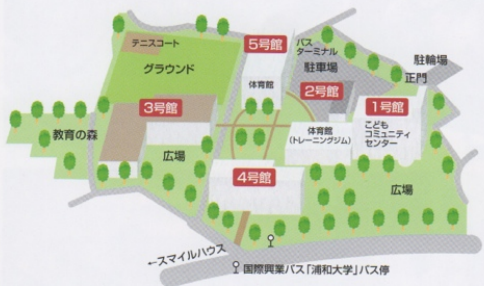 テニスコート
グラウンド
5号館
体育館
バス
ターミナル
駐車場
駐輪場
正門
2号館
1号館
こども
コミュニティ
センター
3号館
教育の森
広場
体育館
(トレーニングジム)
4号館
広場
←スマイルハウス
国際興業バス「浦和大学」バス停